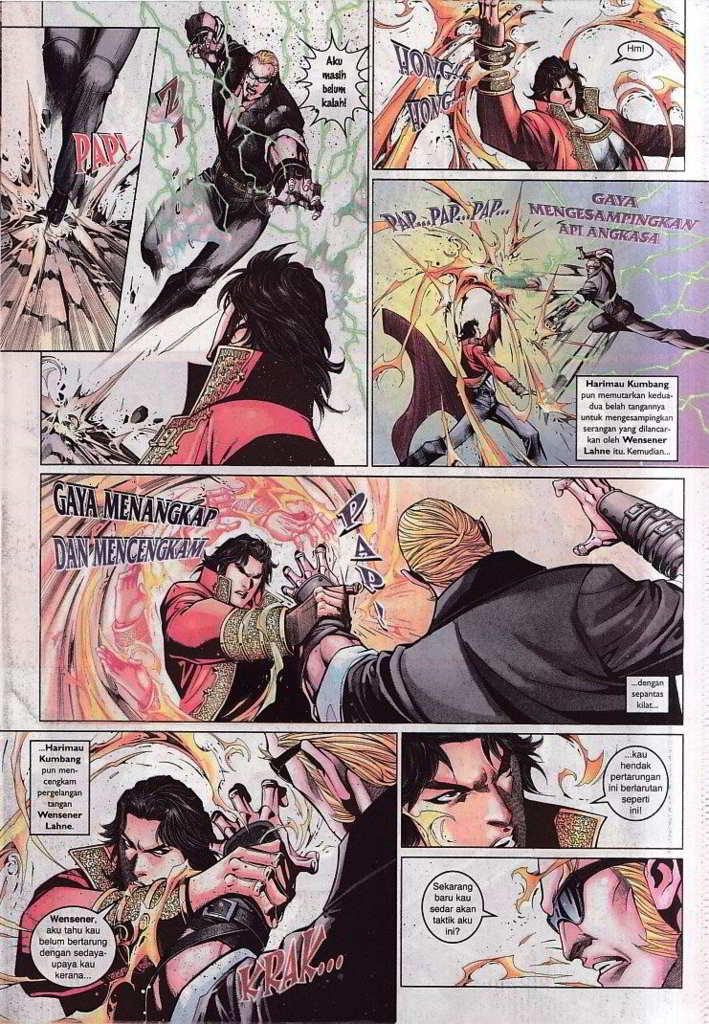 PAP!
Aku
masih
belum
kalah!
HONG...
HONG...
Hm!
PAP...PAP...PAP...
GAYA
MENGESAMPINGKAN
API ANGKASA
Harimau Kumbang
pun memutarkan kedua-
dua belah tangannya
untuk mengesampingkan
serangan yang dilancar-
kan oleh Wensener
Lahne itu. Kemudian...
GAYA MENANGKAP
DAN MENCENGKAM
PAP
PAP!
...dengan
sepantas
kilat...
...Harimau
Kumbang
pun men-
cengkam
pergelangan
tangan
Wensener
Lahne.
Wensener,
aku tahu kau
belum bertarung
dengan sedaya-
upaya kau
kerana...
KRAK...
...kau
hendak
pertarungan
ini berlarutan
seperti
ini!
Sekarang
baru kau
sedar akan
taktik aku
ini?